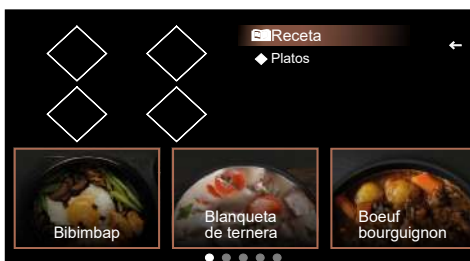 Receta
Platos
Bibimbap
Blanqueta
de ternera
Boeuf
bourguignon